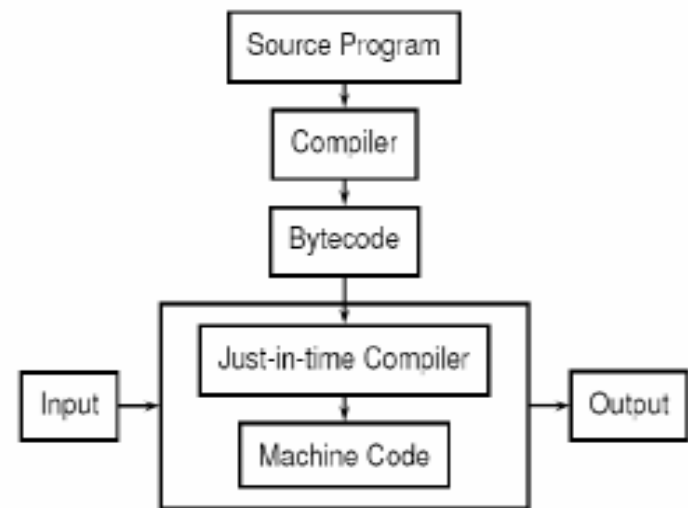 Source Program
Compiler
Bytecode
Just-in-time Compiler
Input
Output
Machine Code